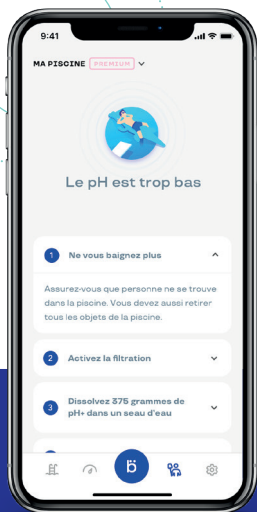 9:41
MA PISCINE PREMIUM
Le pH est trop bas
1 Ne vous baignez plus
Assurez-vous que personne ne se trouve
dans la piscine. Vous devez aussi retirer
tous les objets de la piscine.
2 Activez la filtration
3 Dissolvez 375 grammes de
pH+ dans un seau d'eau
ö